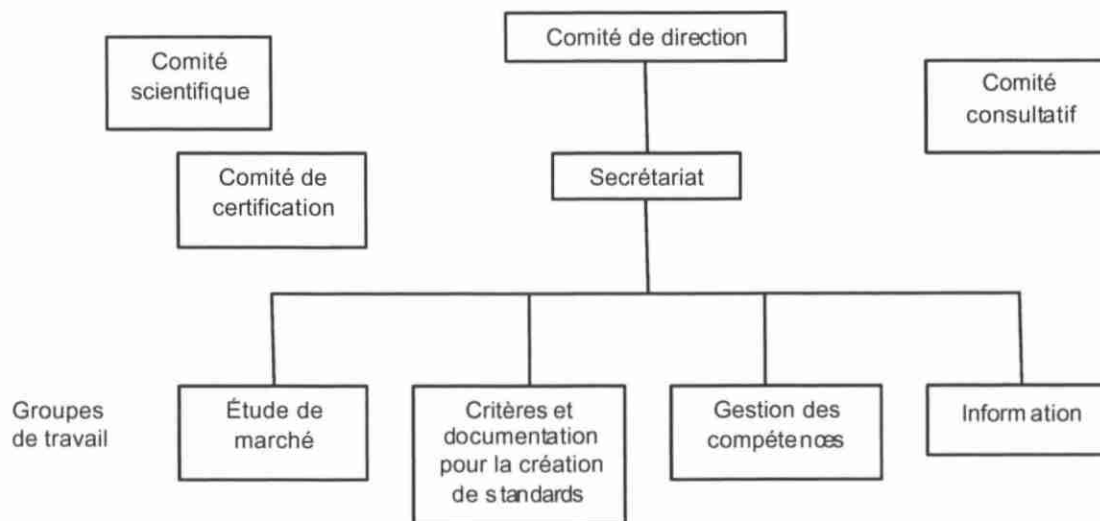 Comité de direction
Comité
scientifique
Comité
consultatif
Comité de
certification
Secrétariat
Groupes
de travail
Étude de
marché
Critères et
documentation
pour la création
de standards
Gestion des
compétences
Information